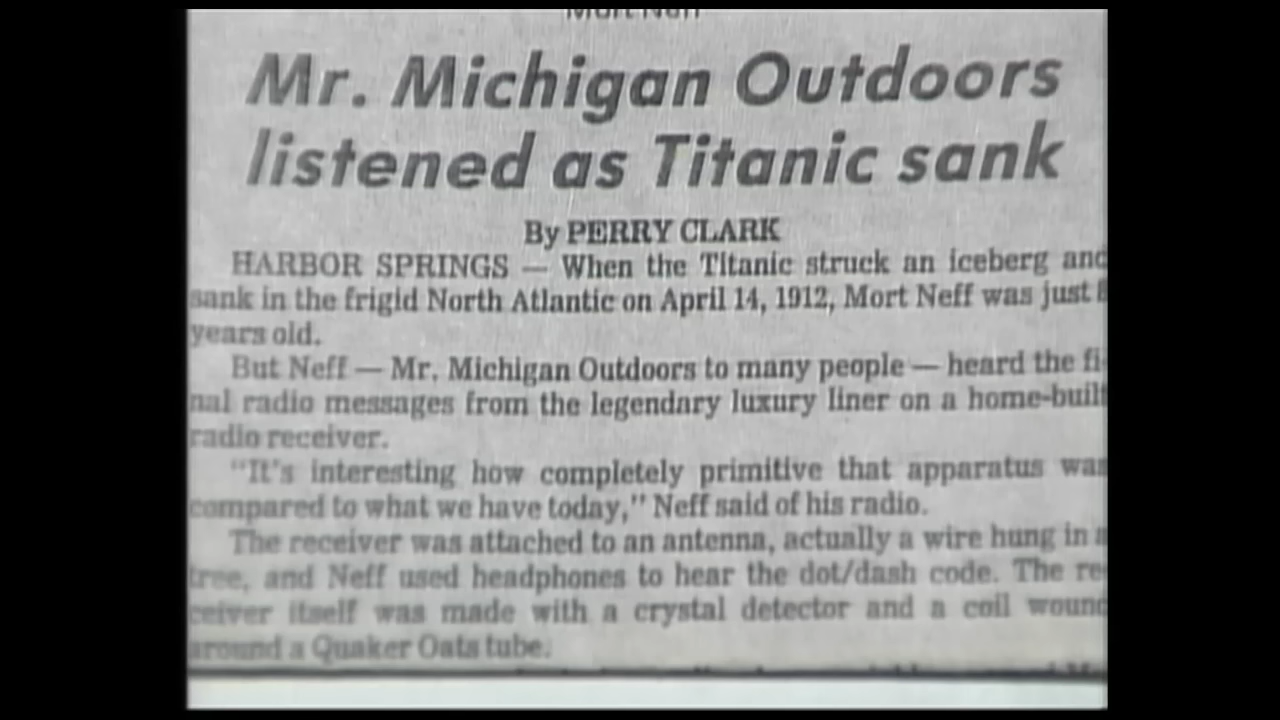 Mort Neff
Mr. Michigan Outdoors
listened as Titanic sank
By PERRY CLARK
HARBOR SPRINGS — When the Titanic struck an iceberg and
sank in the frigid North Atlantic on April 14, 1912, Mort Neff was just
years old.
But Neff — Mr. Michigan Outdoors to many people — heard the fi-
nal radio messages from the legendary luxury liner on a home-built
radio receiver.
"It's interesting how completely primitive that apparatus was
compared to what we have today," Neff said of his radio.
The receiver was attached to an antenna, actually a wire hung in a
tree, and Neff used headphones to hear the dot/dash code. The re-
ceiver itself was made with a crystal detector and a coil wound
around a Quaker Oats tube.